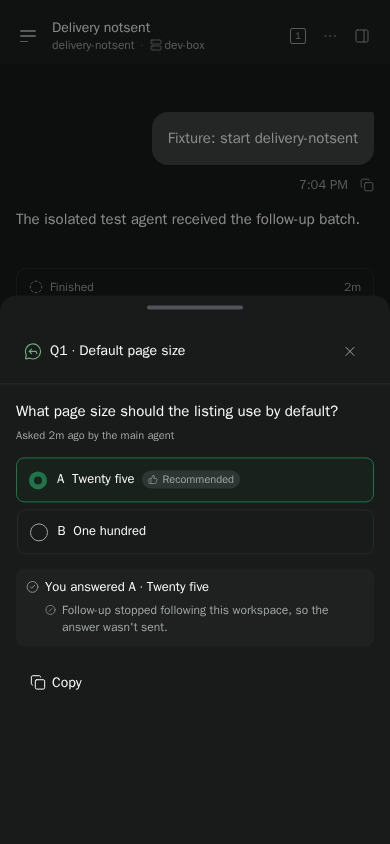 Delivery notsent
delivery-notsent · dev-box
1
Fixture: start delivery-notsent
7:04 PM
The isolated test agent received the follow-up batch.
Finished 2m
Q1 · Default page size
What page size should the listing use by default?
Asked 2m ago by the main agent
A Twenty five Recommended
B One hundred
You answered A · Twenty five
Follow-up stopped following this workspace, so the
answer wasn't sent.
Copy